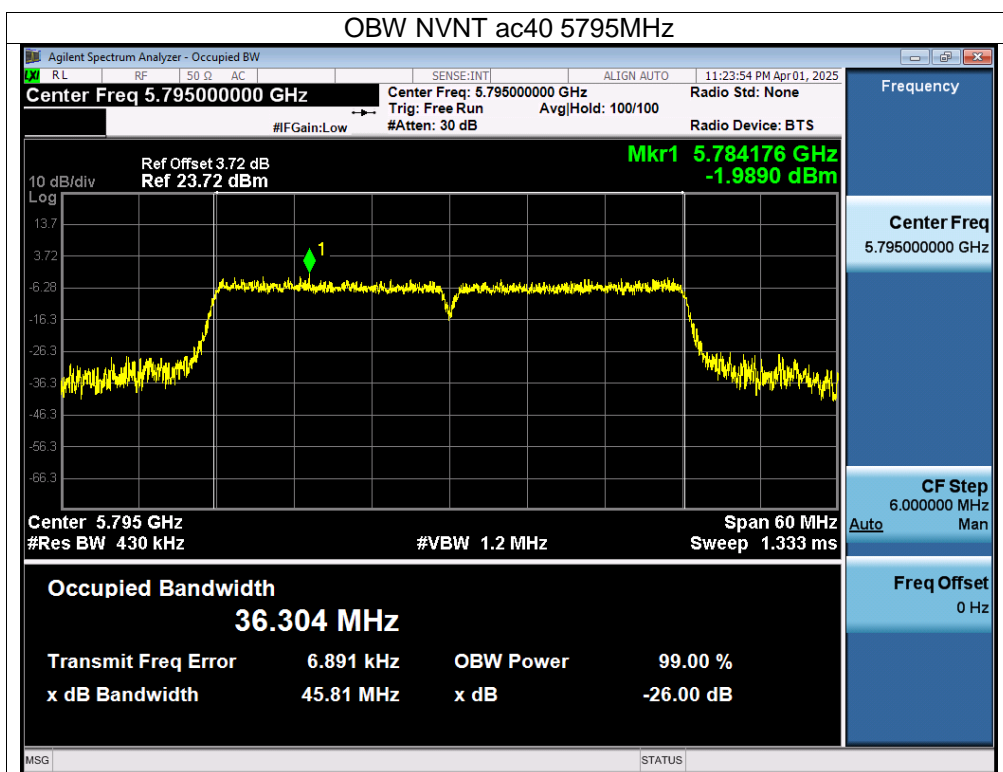 OBW NVNT ac40 5795MHz
Agilent Spectrum Analyzer - Occupied BW
LXI RL RF 50 Ω AC SENSE:INT ALIGN AUTO 11:23:54 PM Apr 01, 2025
Center Freq 5.795000000 GHz
Center Freq: 5.795000000 GHz Radio Std: None
Trig: Free Run Avg|Hold: 100/100
#IFGain:Low #Atten: 30 dB Radio Device: BTS
Mkr1 5.784176 GHz
-1.9890 dBm
Ref Offset 3.72 dB
10 dB/div Ref 23.72 dBm
Log
13.7
3.72
-6.28
-16.3
-26.3
-36.3
-46.3
-56.3
-66.3
1
Center 5.795 GHz Span 60 MHz
#Res BW 430 kHz #VBW 1.2 MHz Sweep 1.333 ms
Occupied Bandwidth
36.304 MHz
Transmit Freq Error 6.891 kHz OBW Power 99.00 %
x dB Bandwidth 45.81 MHz x dB -26.00 dB
MSG STATUS
Frequency
Center Freq
5.795000000 GHz
CF Step
6.000000 MHz
Auto Man
Freq Offset
0 Hz